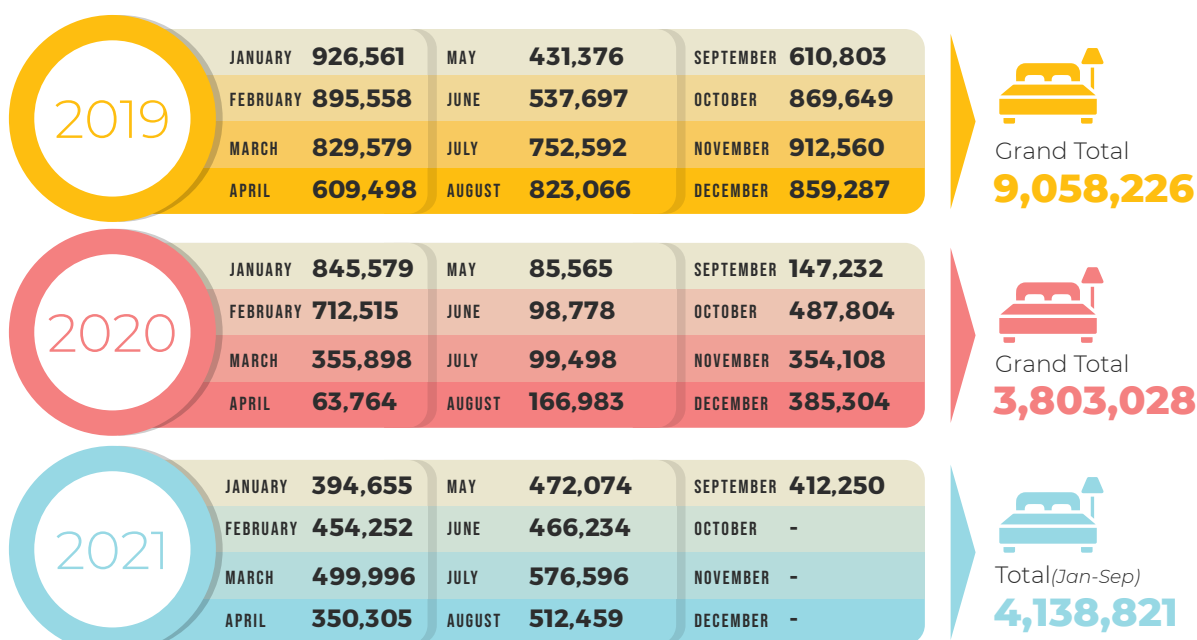 2019
JANUARY 926,561 MAY 431,376 SEPTEMBER 610,803
FEBRUARY 895,558 JUNE 537,697 OCTOBER 869,649
MARCH 829,579 JULY 752,592 NOVEMBER 912,560
APRIL 609,498 AUGUST 823,066 DECEMBER 859,287
Grand Total
9,058,226
2020
JANUARY 845,579 MAY 85,565 SEPTEMBER 147,232
FEBRUARY 712,515 JUNE 98,778 OCTOBER 487,804
MARCH 355,898 JULY 99,498 NOVEMBER 354,108
APRIL 63,764 AUGUST 166,983 DECEMBER 385,304
Grand Total
3,803,028
2021
JANUARY 394,655 MAY 472,074 SEPTEMBER 412,250
FEBRUARY 454,252 JUNE 466,234 OCTOBER -
MARCH 499,996 JULY 576,596 NOVEMBER -
APRIL 350,305 AUGUST 512,459 DECEMBER -
Total(Jan-Sep)
4,138,821